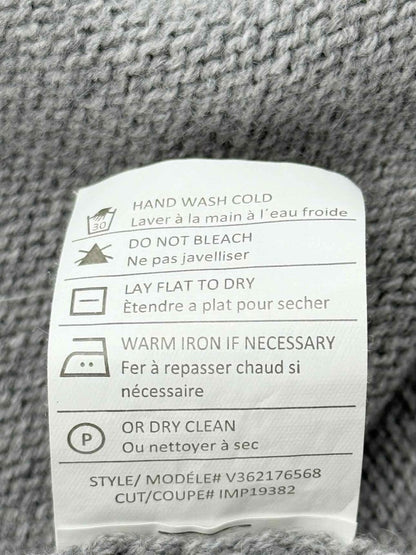 HAND WASH COLD
30
Laver à la main à l'eau froide
DO NOT BLEACH
Ne pas javelliser
LAY FLAT TO DRY
Ètendre a plat pour secher
WARM IRON IF NECESSARY
Fer à repasser chaud si
nécessaire
OR DRY CLEAN
P
Ou nettoyer à sec
STYLE/ MODÉLE# V362176568
CUT/COUPE# IMP19382